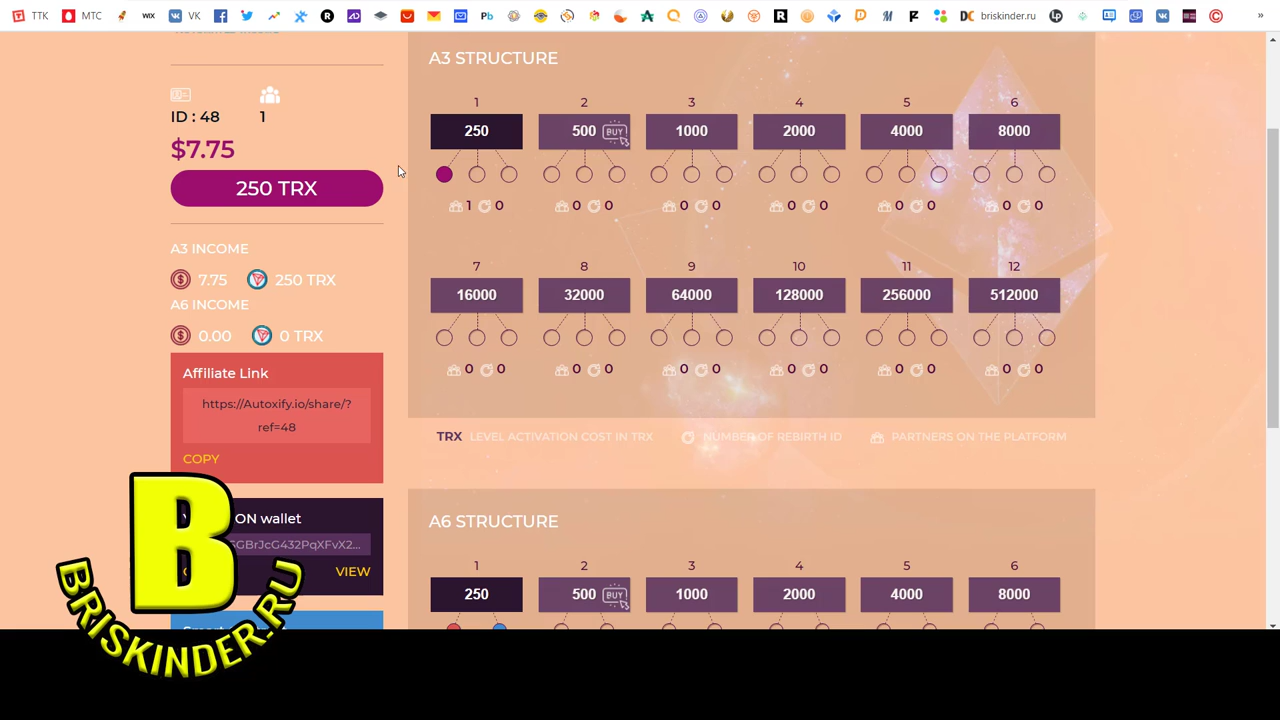 TTK
MTC
WIX
VK
Pb
briskinder.ru
Lp
»
ID : 48
1
$7.75
250 TRX
A3 INCOME
7.75 250 TRX
A6 INCOME
0.00 0 TRX
Affiliate Link
https://Autoxify.io/share/?
ref=48
COPY
ON wallet
GBrJcG432PqXFvX2...
VIEW
B
BRISKINDER.RU
A3 STRUCTURE
1 2 3 4 5 6
250 500 BUY 1000 2000 4000 8000
1 0 0 0 0 0 0 0 0 0 0 0
7 8 9 10 11 12
16000 32000 64000 128000 256000 512000
0 0 0 0 0 0 0 0 0 0 0 0
TRX LEVEL ACTIVATION COST IN TRX NUMBER OF REBIRTH ID PARTNERS ON THE PLATFORM
A6 STRUCTURE
1 2 3 4 5 6
250 500 BUY 1000 2000 4000 8000